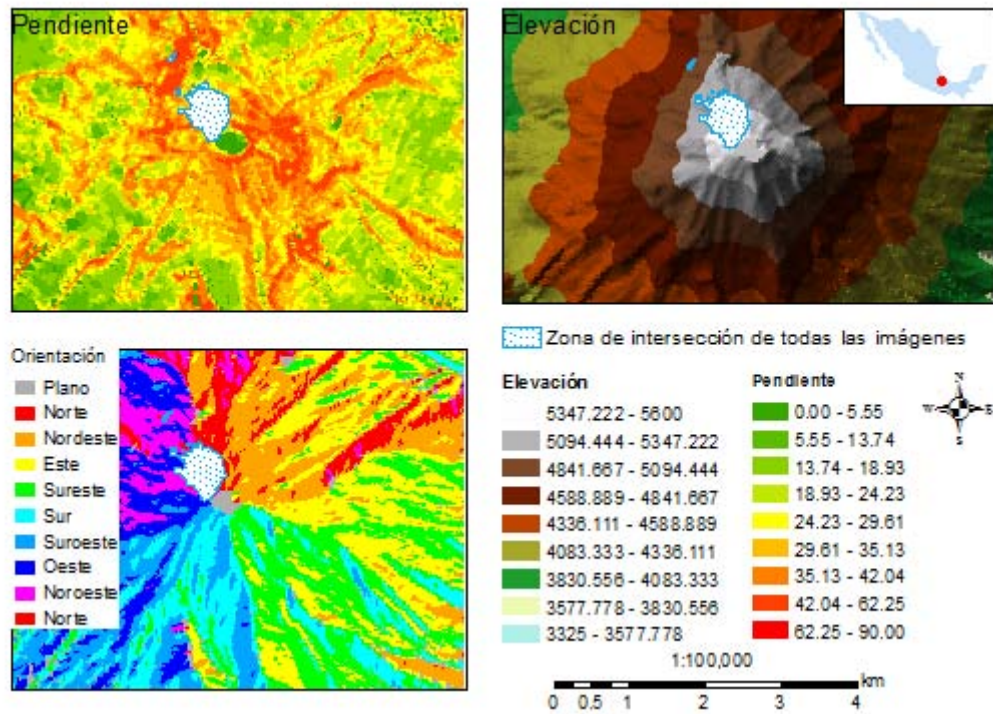 Pendiente
Elevación
Orientación
Plano
Norte
Nordeste
Este
Sureste
Sur
Suroeste
Oeste
Noroeste
Norte
Zona de intersección de todas las imágenes
Elevación
5347.222 - 5600
5094.444 - 5347.222
4841.667 - 5094.444
4588.889 - 4841.667
4336.111 - 4588.889
4083.333 - 4336.111
3830.556 - 4083.333
3577.778 - 3830.556
3325 - 3577.778
Pendiente
0.00 - 5.55
5.55 - 13.74
13.74 - 18.93
18.93 - 24.23
24.23 - 29.61
29.61 - 35.13
35.13 - 42.04
42.04 - 62.25
62.25 - 90.00
N
W E
S
1:100,000
km
0 0.5 1 2 3 4